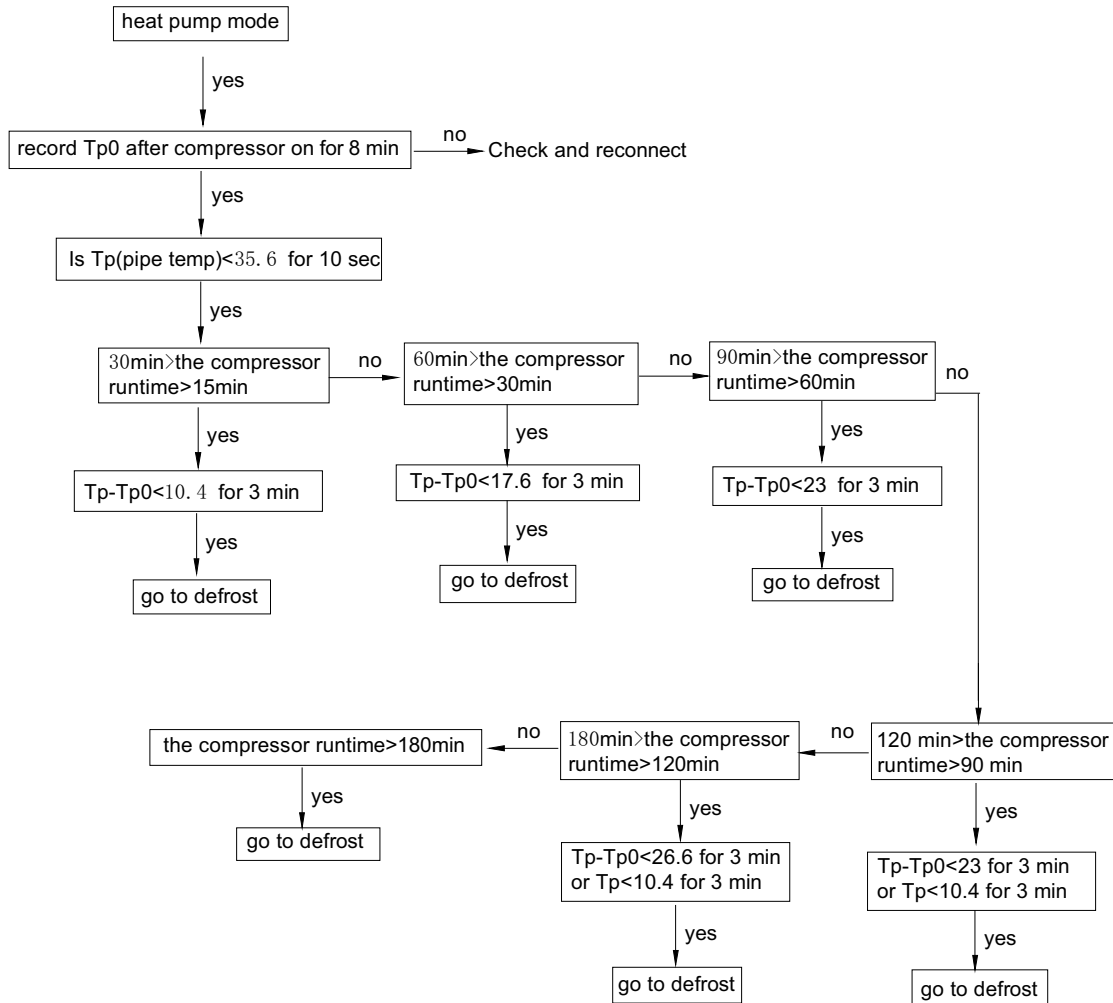 heat pump mode
yes
record Tp0 after compressor on for 8 min
no
Check and reconnect
yes
Is Tp(pipe temp)<35.6 for 10 sec
yes
30min>the compressor
runtime>15min
no
60min>the compressor
runtime>30min
no
90min>the compressor
runtime>60min
no
yes
yes
yes
Tp-Tp0<10.4 for 3 min
Tp-Tp0<17.6 for 3 min
Tp-Tp0<23 for 3 min
yes
yes
yes
go to defrost
go to defrost
go to defrost
120 min>the compressor
runtime>90 min
no
180min>the compressor
runtime>120min
no
the compressor runtime>180min
yes
yes
yes
go to defrost
Tp-Tp0<26.6 for 3 min
or Tp<10.4 for 3 min
Tp-Tp0<23 for 3 min
or Tp<10.4 for 3 min
yes
yes
go to defrost
go to defrost